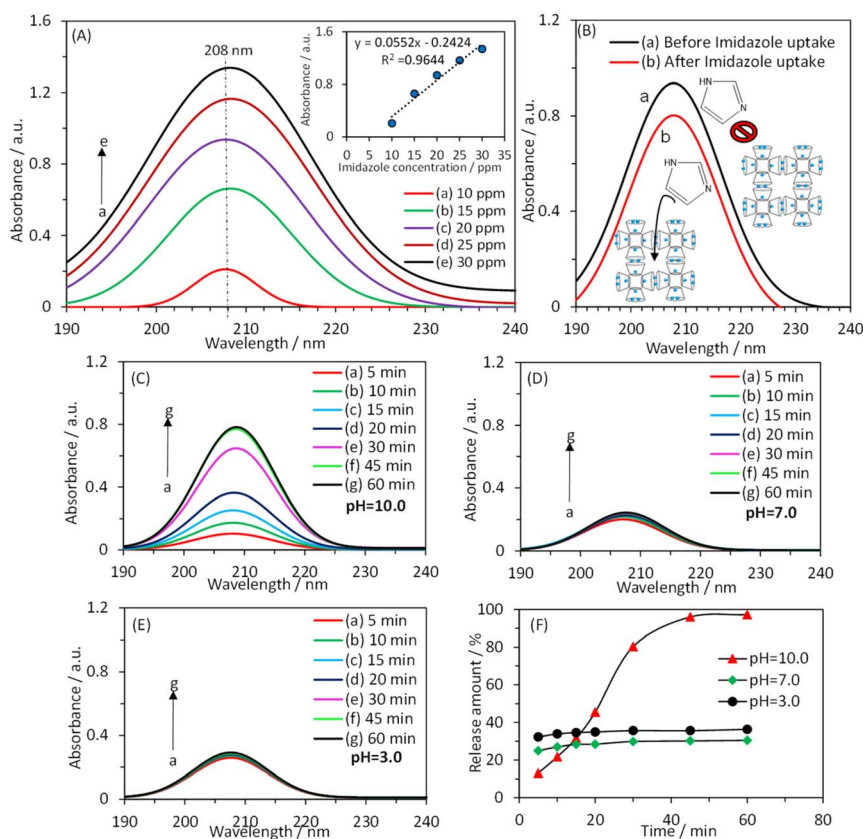 (A)
208 nm
y = 0.0552x - 0.2424
R² =0.9644
Absorbance / a.u.
1.6
0.8
0
0 5 10 15 20 25 30 35
Imidazole concentration / ppm
e
a
(a) 10 ppm
(b) 15 ppm
(c) 20 ppm
(d) 25 ppm
(e) 30 ppm
Absorbance / a.u.
1.6
1.2
0.8
0.4
0
190 200 210 220 230 240
Wavelength / nm
(B)
(a) Before Imidazole uptake
(b) After Imidazole uptake
a
b
HN
N
HN
N
Absorbance / a.u.
1.2
0.8
0.4
0
190 200 210 220 230 240
Wavelength / nm
(C)
(a) 5 min
(b) 10 min
(c) 15 min
(d) 20 min
(e) 30 min
(f) 45 min
(g) 60 min
pH=10.0
g
a
Absorbance / a.u.
1.2
0.8
0.4
0
190 200 210 220 230 240
Wavelength / nm
(D)
(a) 5 min
(b) 10 min
(c) 15 min
(d) 20 min
(e) 30 min
(f) 45 min
(g) 60 min
pH=7.0
g
a
Absorbance / a.u.
1.2
0.8
0.4
0
190 200 210 220 230 240
Wavelength / nm
(E)
(a) 5 min
(b) 10 min
(c) 15 min
(d) 20 min
(e) 30 min
(f) 45 min
(g) 60 min
pH=3.0
g
a
Absorbance / a.u.
1.2
0.8
0.4
0
190 200 210 220 230 240
Wavelength / nm
(F)
pH=10.0
pH=7.0
pH=3.0
Release amount / %
100
80
60
40
20
0
0 20 40 60 80
Time / min